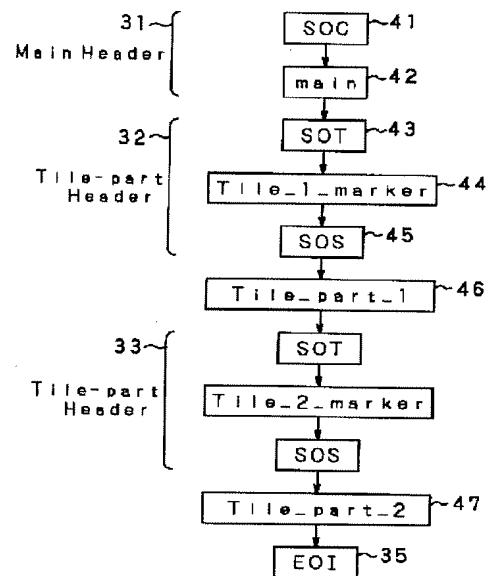 31
Main Header
SOC 41
main 42
32
Tile-part
Header
SOT 43
Tile_1_marker 44
SOS 45
Tile_part_1 46
33
Tile-part
Header
SOT
Tile_2_marker
SOS
Tile_part_2 47
EOI 35